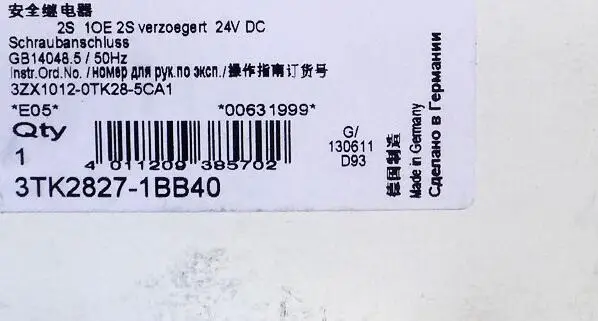 安全继电器
2S 1OE 2S verzoegert 24V DC
Schraubanschluss
GB14048.5 / 50Hz
Instr.Ord.No. /номер для рук.по эксп./操作指南订货号
3ZX1012-0TK28-5CA1
*E05* *00631999*
Qty
1
4 011209 385702
G/
130611
D93
3TK2827-1BB40
德国制造
Made in Germany
Сделано в Германии